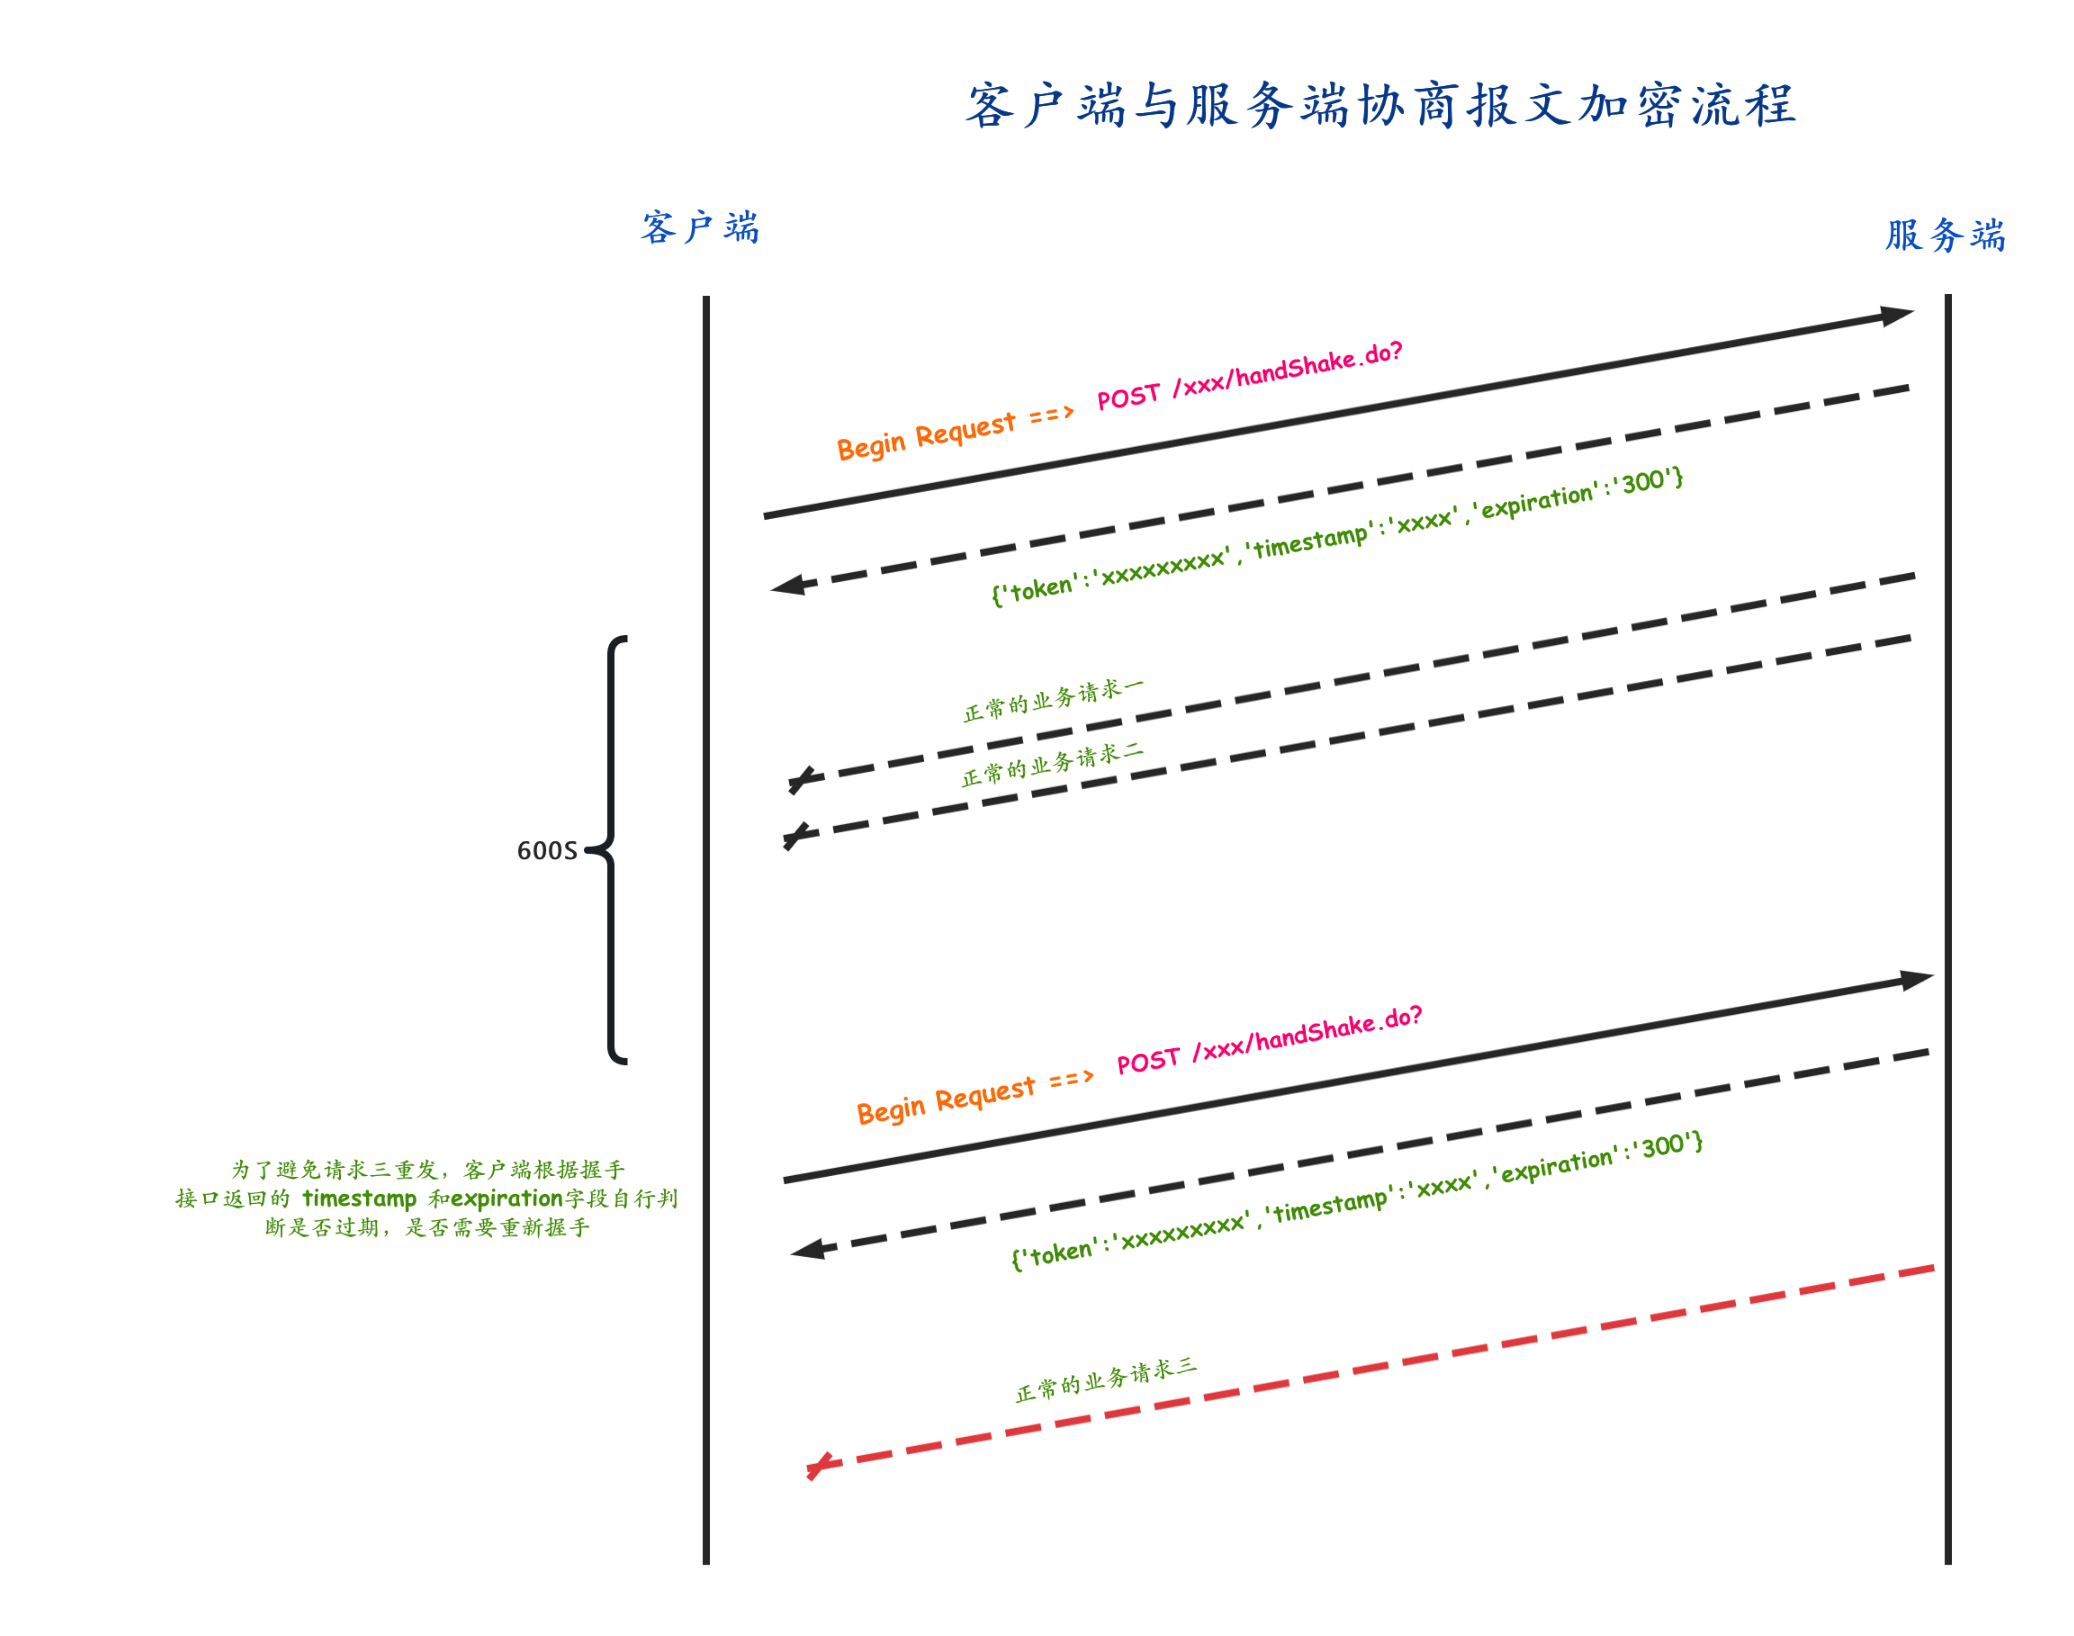 客户端与服务端协商报文加密流程
客户端
服务端
Begin Request ==> POST /xxx/handShake.do?
{'token':'xxxxxxxxx','timestamp':'xxxx','expiration':'300'}
正常的业务请求一
正常的业务请求二
600S
Begin Request ==> POST /xxx/handShake.do?
{'token':'xxxxxxxxx','timestamp':'xxxx','expiration':'300'}
为了避免请求三重发，客户端根据握手
接口返回的 timestamp 和expiration字段自行判
断是否过期，是否需要重新握手
正常的业务请求三